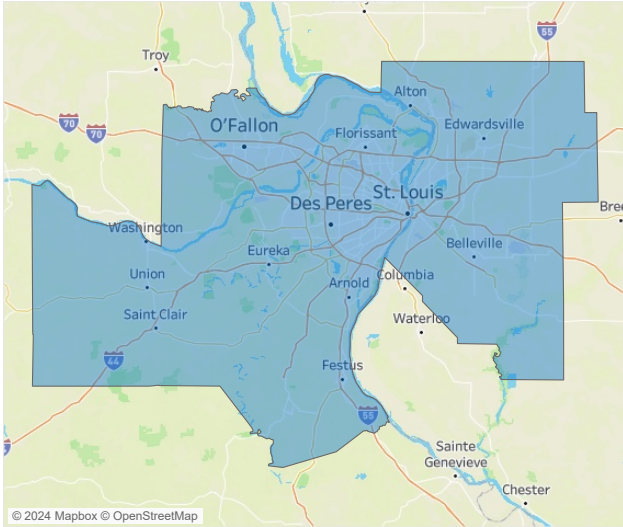 55
Troy
Alton
70
70
O'Fallon
Florissant
Edwardsville
St. Louis
Des Peres
Washington
Eureka
Belleville
Union
Arnold
Columbia
Saint Clair
Waterloo
44
Festus
55
Sainte
Genevieve
Chester
© 2024 Mapbox © OpenStreetMap